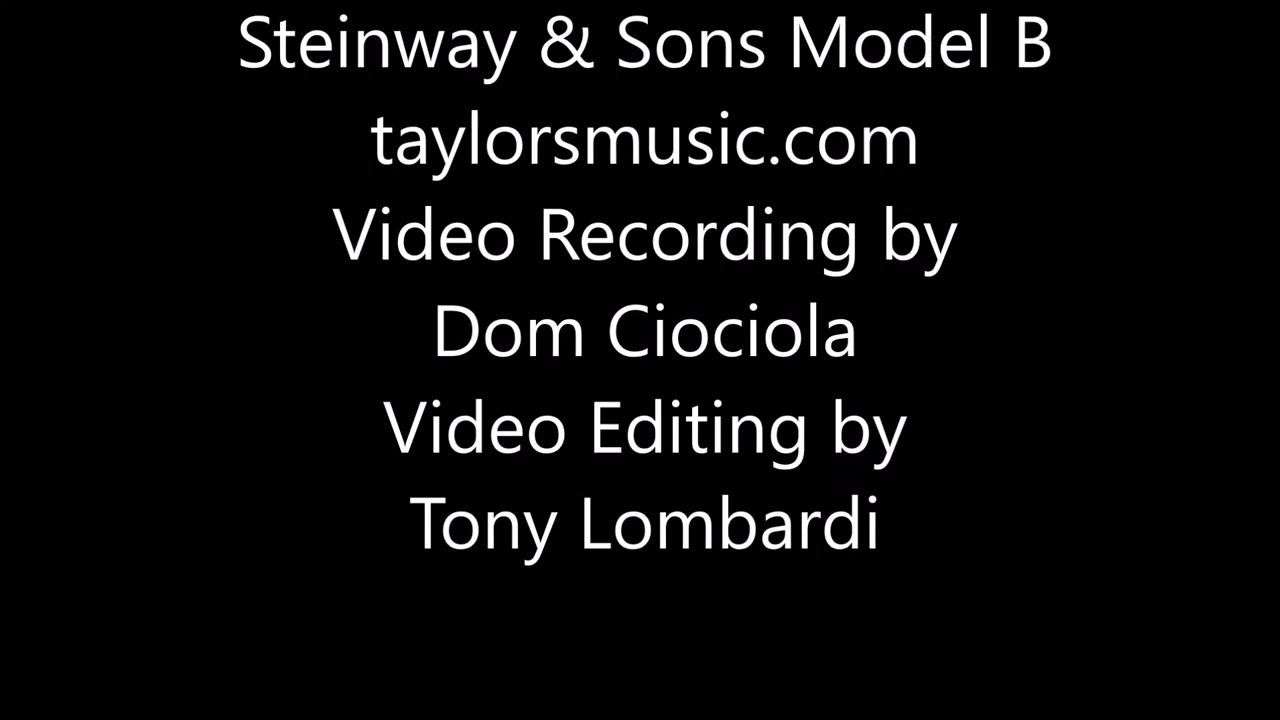 Steinway & Sons Model B
taylorsmusic.com
Video Recording by
Dom Ciociola
Video Editing by
Tony Lombardi